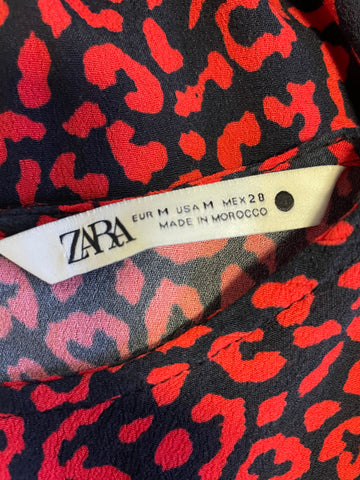 ZARA
EUR M USA M MEX 28
MADE IN MOROCCO